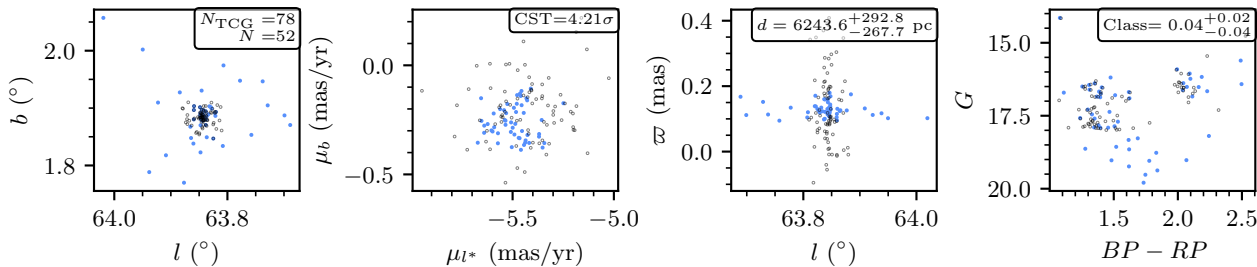 N_TCG =78
N =52
2.0
1.8
b (°)
64.0
63.8
l (°)
CST=4.21σ
0.0
−0.5
μ_b (mas/yr)
−5.5
−5.0
μ_l* (mas/yr)
d = 6243.6 +292.8 −267.7 pc
0.4
0.2
0.0
ϖ (mas)
63.8
64.0
l (°)
Class= 0.04 +0.02 −0.04
15.0
17.5
20.0
G
1.5
2.0
2.5
BP − RP